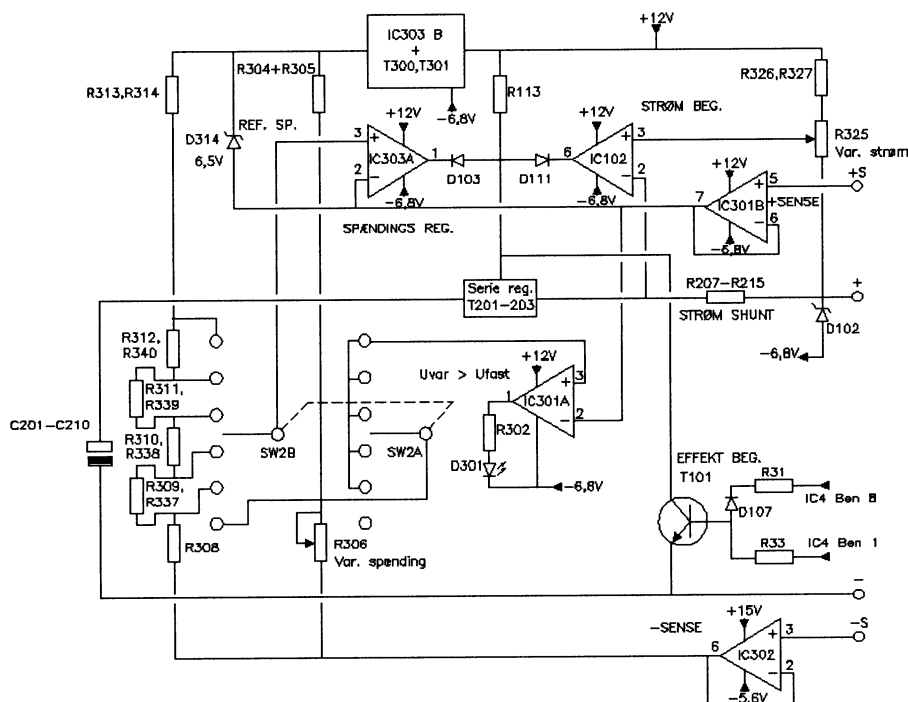 +12V
IC303 B
+
T300,T301
R304+R305
R326,R327
R313,R314
R113
-6,8V
STRØM BEG.
+12V
+12V
REF. SP.
3
+
6
+
3
R325
Var. strøm
D314
6,5V
IC303A
1
IC102
+12V
2
-
D103
D111
-
2
+S
7
+
5
IC301B
+SENSE
-6,8V
-6,8V
-
6
SPÆNDINGS REG.
-6,8V
Serie reg.
T201-203
R207-R215
+
STRØM SHUNT
D102
-6,8V
R312,
R340
+12V
Uvar > Ufast
+
3
R311,
R339
1
IC301A
C201-C210
R310,
R338
R302
-
2
SW2B
SW2A
R309,
R337
D301
EFFEKT BEG.
T101
R31
-6,8V
IC4 Ben 8
D107
R308
R306
R33
IC4 Ben 1
Var. spending
-
+15V
-S
-SENSE
6
+
3
IC302
-
2
-5,6V